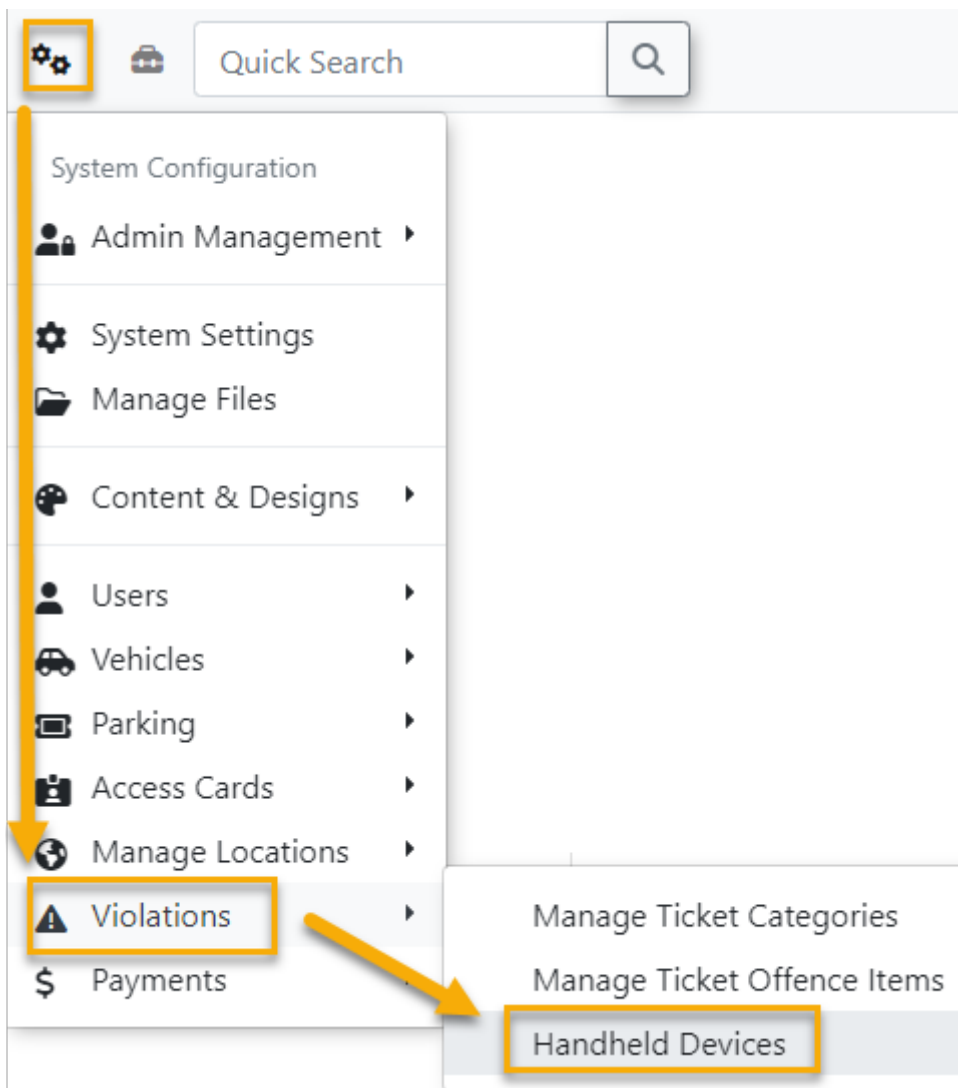 Quick Search
System Configuration
Admin Management
System Settings
Manage Files
Content & Designs
Users
Vehicles
Parking
Access Cards
Manage Locations
Violations
Payments
Manage Ticket Categories
Manage Ticket Offence Items
Handheld Devices